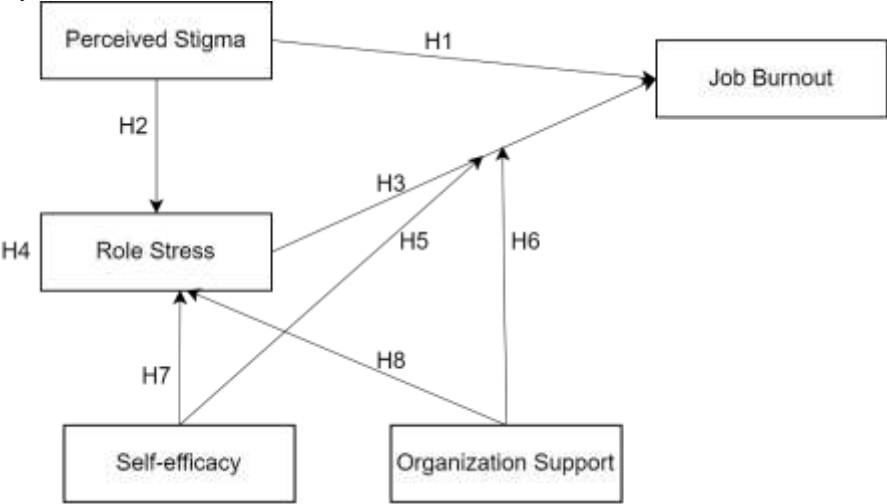 Perceived Stigma
H1
Job Burnout
H2
H3
H4
Role Stress
H5
H6
H7
H8
Self-efficacy
Organization Support